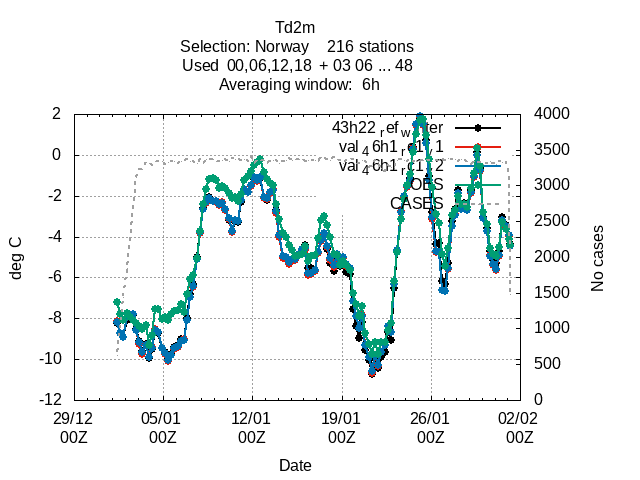 Td2m
Selection: Norway 216 stations
Used 00,06,12,18 + 03 06 ... 48
Averaging window: 6h
2
0
-2
-4
-6
-8
-10
-12
deg C
4000
3500
3000
2500
2000
1500
1000
500
0
No cases
OBS
CASES
29/12 05/01 12/01 19/01 26/01 02/02
00Z 00Z 00Z 00Z 00Z 00Z
Date